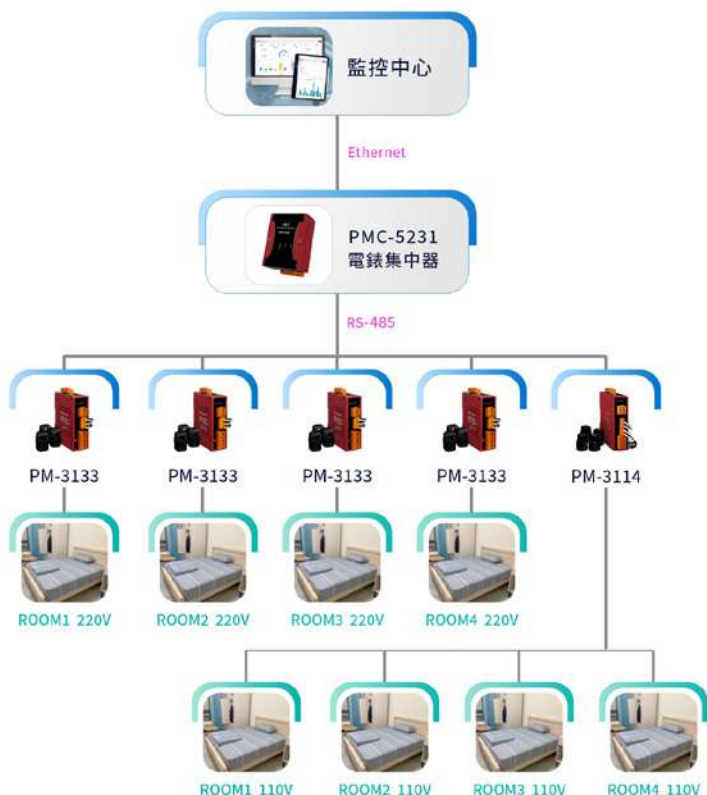 監控中心
Ethernet
PMC-5231
電錶集中器
RS-485
PM-3133
PM-3133
PM-3133
PM-3133
PM-3114
ROOM1 220V
ROOM2 220V
ROOM3 220V
ROOM4 220V
ROOM1 110V
ROOM2 110V
ROOM3 110V
ROOM4 110V